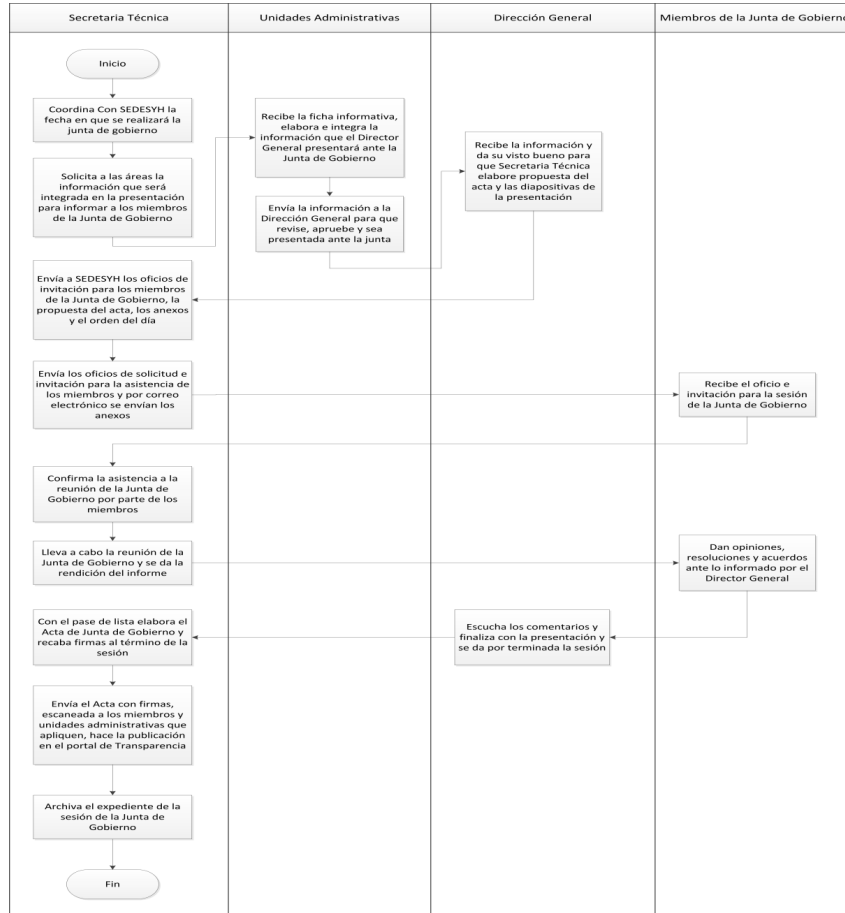 Secretaria Técnica
Unidades Administrativas
Dirección General
Miembros de la Junta de Gobierno
Inicio
Coordina Con SEDESYH la
fecha en que se realizará la
junta de gobierno
Solicita a las áreas la
información que será
integrada en la presentación
para informar a los miembros
de la Junta de Gobierno
Recibe la ficha informativa,
elabora e integra la
información que el Director
General presentará ante la
Junta de Gobierno
Envía la información a la
Dirección General para que
revise, apruebe y sea
presentada ante la junta
Recibe la información y
da su visto bueno para
que Secretaria Técnica
elabore propuesta del
acta y las diapositivas de
la presentación
Envía a SEDESYH los oficios de
invitación para los miembros
de la Junta de Gobierno, la
propuesta del acta, los anexos
y el orden del día
Envía los oficios de solicitud e
invitación para la asistencia de
los miembros y por correo
electrónico se envían los
anexos
Recibe el oficio e
invitación para la sesión
de la Junta de Gobierno
Confirma la asistencia a la
reunión de la Junta de
Gobierno por parte de los
miembros
Lleva a cabo la reunión de la
Junta de Gobierno y se da la
rendición del informe
Dan opiniones,
resoluciones y acuerdos
ante lo informado por el
Director General
Escucha los comentarios y
finaliza con la presentación y
se da por terminada la sesión
Con el pase de lista elabora el
Acta de Junta de Gobierno y
recaba firmas al término de la
sesión
Envía el Acta con firmas,
escaneada a los miembros y
unidades administrativas que
apliquen, hace la publicación
en el portal de Transparencia
Archiva el expediente de la
sesión de la Junta de
Gobierno
Fin